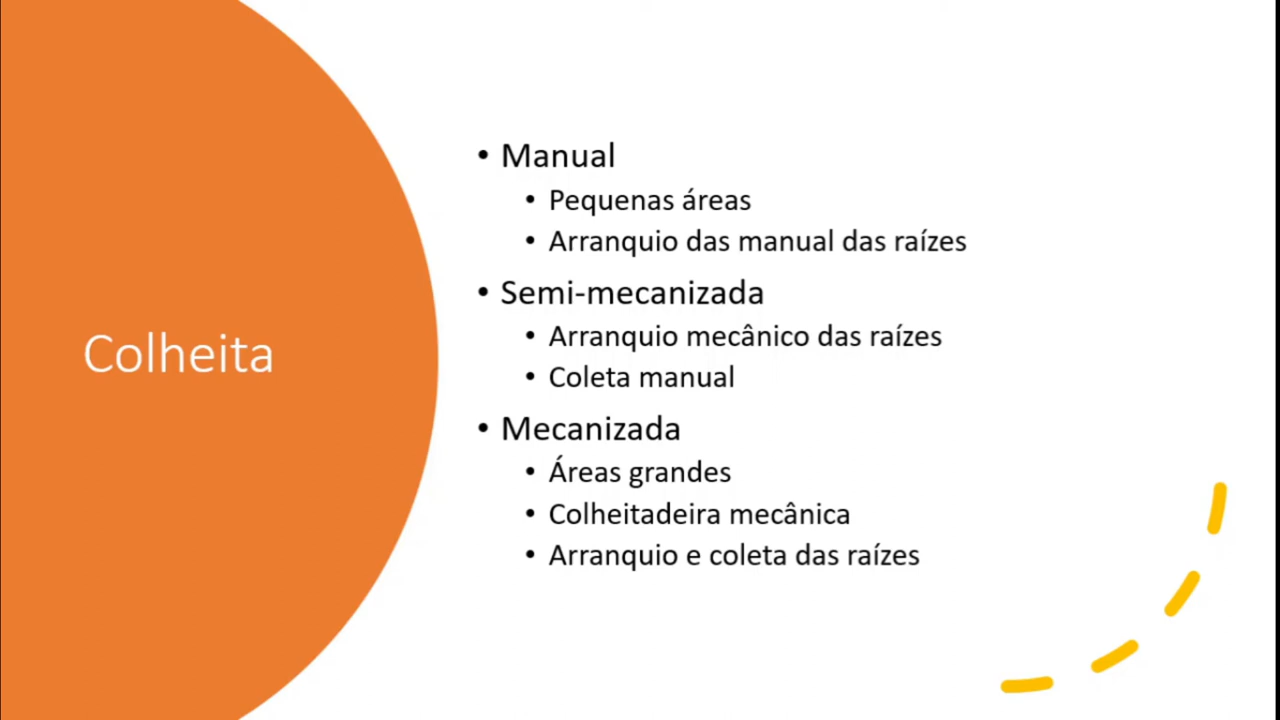 Colheita
• Manual
• Pequenas áreas
• Arranquio das manual das raízes
• Semi-mecanizada
• Arranquio mecânico das raízes
• Coleta manual
• Mecanizada
• Áreas grandes
• Colheitadeira mecânica
• Arranquio e coleta das raízes